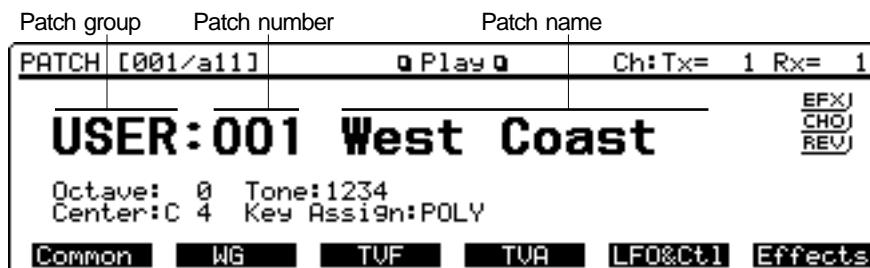 Patch group Patch number Patch name
PATCH [001/a11] Play Ch:Tx= 1 Rx= 1
USER:001 West Coast
EFX
CHO
REV
Octave: 0 Tone:1234
Center:C 4 Key Assign:POLY
Common WG TVF TVA LFO&Ctl Effects